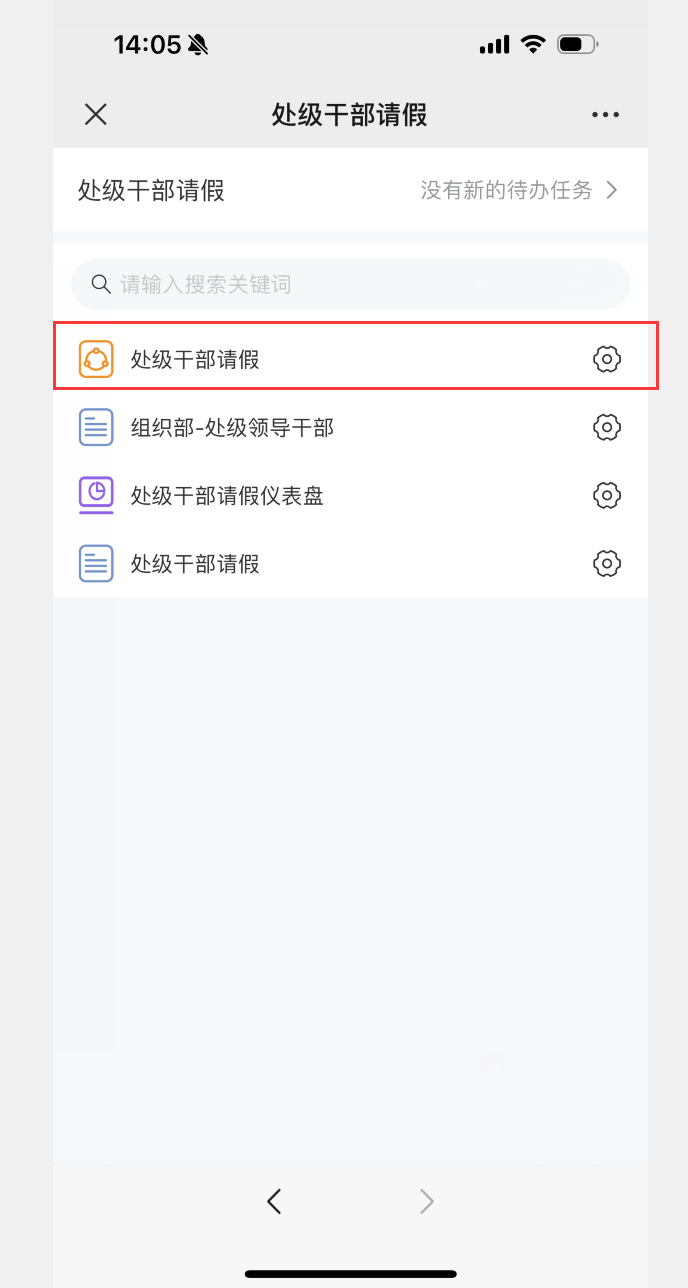 14:05
处级干部请假
处级干部请假 没有新的待办任务
请输入搜索关键词
处级干部请假
组织部-处级领导干部
处级干部请假仪表盘
处级干部请假